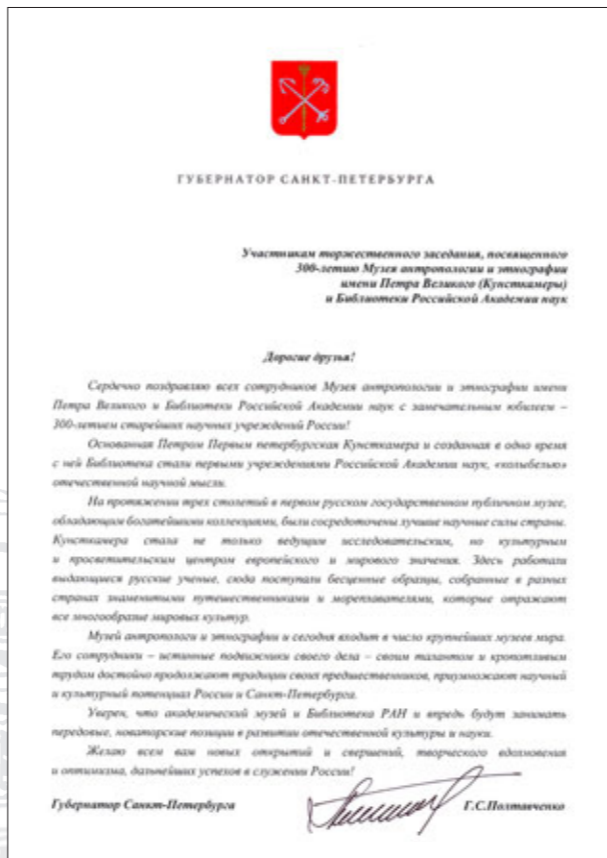 ГУБЕРНАТОР САНКТ-ПЕТЕРБУРГА
Участникам торжественного заседания, посвященного
300-летию Музея антропологии и этнографии
имени Петра Великого (Кунсткамеры)
и Библиотеки Российской Академии наук
Дорогие друзья!
Сердечно поздравляю всех сотрудников Музея антропологии и этнографии имени
Петра Великого и Библиотеки Российской Академии наук с замечательным юбилеем –
300-летием старейших научных учреждений России!
Основанная Петром Первым петербургская Кунсткамера и созданная в одно время
с ней Библиотека стали первыми учреждениями Российской Академии наук, «колыбелью»
отечественной научной мысли.
На протяжении трех столетий в первом русском государственном публичном музее,
обладающим богатейшими коллекциями, были сосредоточены лучшие научные силы страны.
Кунсткамера стала не только ведущим исследовательским, но культурным
и просветительским центром европейского и мирового значения. Здесь работали
выдающиеся русские ученые, сюда поступали бесценные образцы, собранные в разных
странах знаменитыми путешественниками и мореплавателями, которые отражают
все многообразие мировых культур.
Музей антропологи и этнографии и сегодня входит в число крупнейших музеев мира.
Его сотрудники – истинные подвижники своего дела – своим талантом и кропотливым
трудом достойно продолжают традиции своих предшественников, приумножают научный
и культурный потенциал России и Санкт-Петербурга.
Уверен, что академический музей и Библиотека РАН и впредь будут занимать
передовые, новаторские позиции в развитии отечественной культуры и науки.
Желаю всем вам новых открытий и свершений, творческого вдохновения
и оптимизма, дальнейших успехов в служении России!
Губернатор Санкт-Петербурга Г.С.Полтавченко